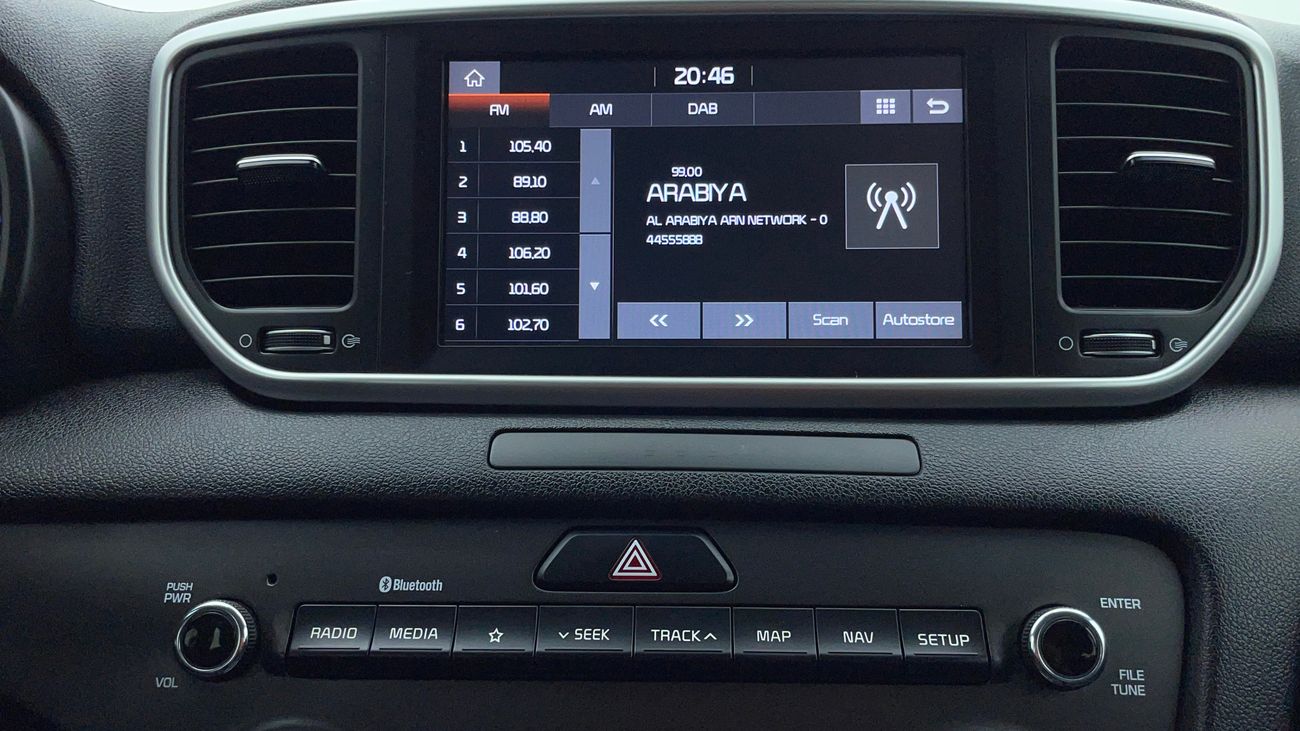 20:46
FM AM DAB
1 105.40
2 89.10
3 88.80
4 106.20
5 101.60
6 102.70
99.00
ARABIYA
AL ARABIYA ARN NETWORK - 0
44555888
<< >> Scan Autostore
PUSH
PWR
VOL
Bluetooth
RADIO MEDIA SEEK TRACK MAP NAV SETUP
ENTER
FILE
TUNE